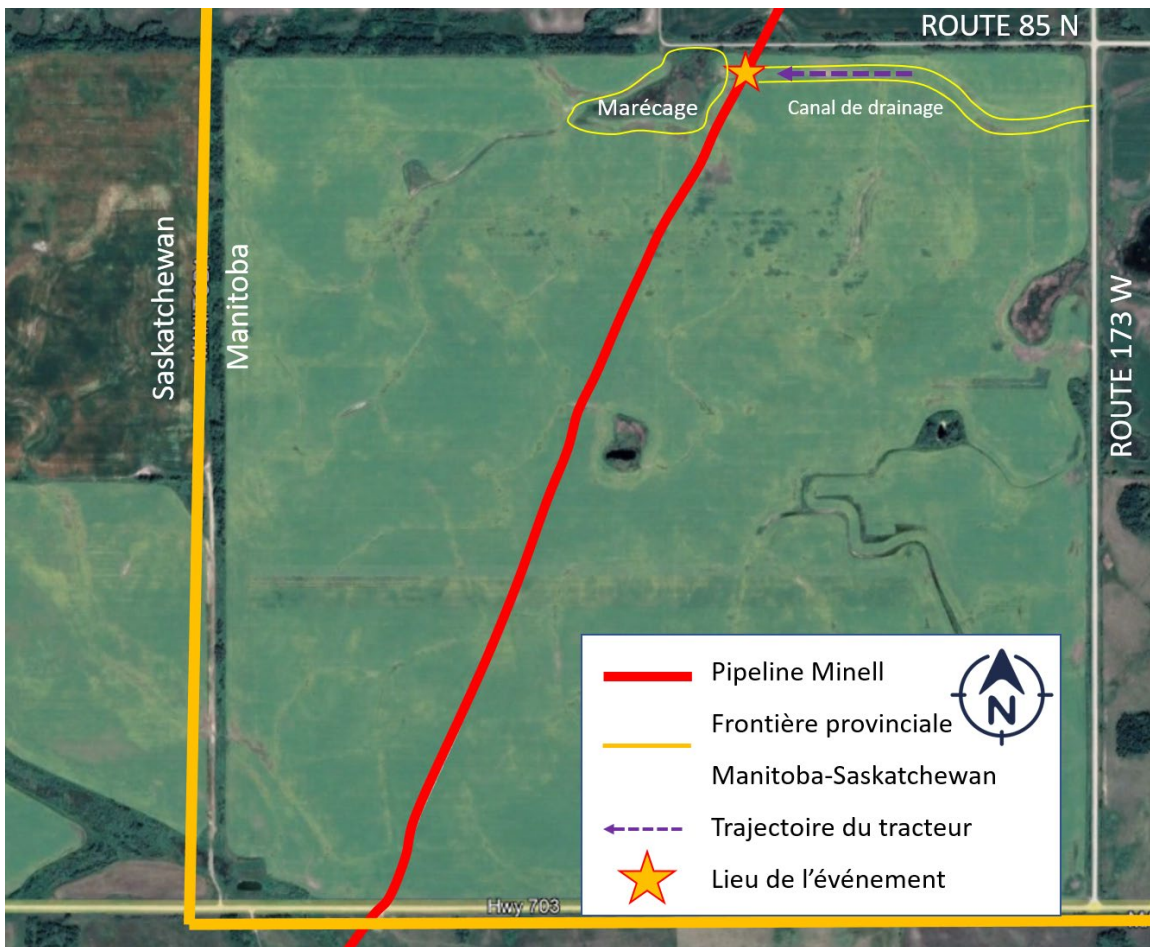 ROUTE 85 N
Marécage
Canal de drainage
Saskatchewan
Manitoba
ROUTE 173 W
Pipeline Minell
Frontière provinciale
Manitoba-Saskatchewan
Trajectoire du tracteur
Lieu de l'événement
N
Hwy 703